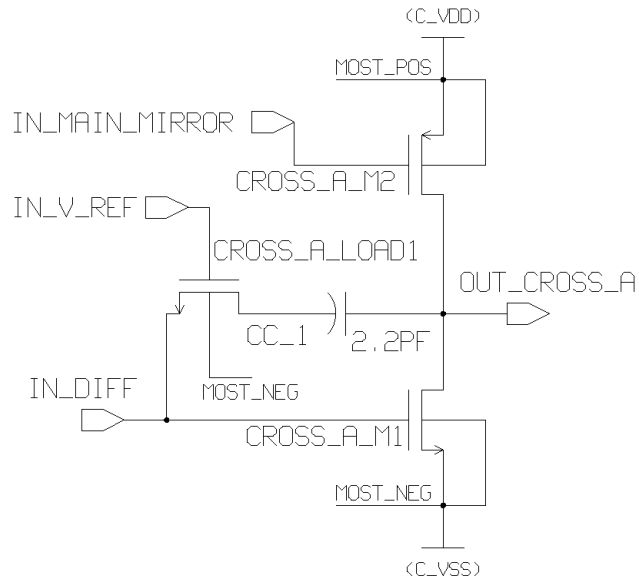 (C_VDD)
MOST_POS
IN_MAIN_MIRROR
CROSS_A_M2
IN_V_REF
CROSS_A_LOAD1
OUT_CROSS_A
CC_1
2.2PF
IN_DIFF
MOST_NEG
CROSS_A_M1
MOST_NEG
(C_VSS)